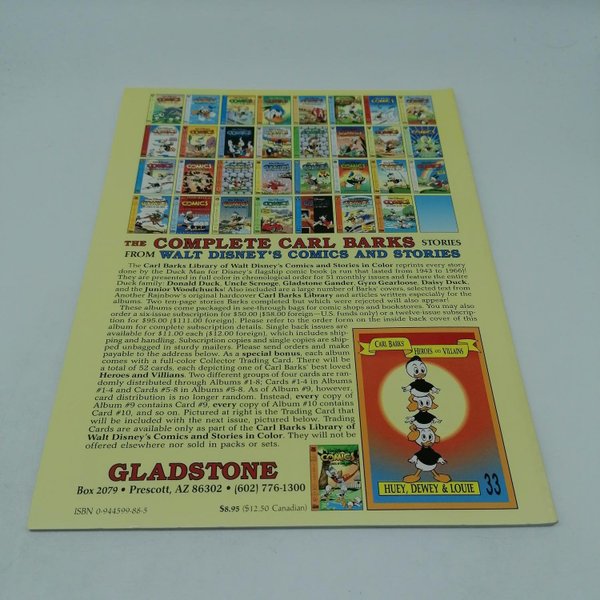 THE COMPLETE CARL BARKS STORIES
FROM WALT DISNEY'S COMICS AND STORIES
The Carl Barks Library of Walt Disney's Comics and Stories in Color reprints every story
done by the Duck Man for Disney's flagship comic book (a run that lasted from 1943 to 1966)!
They are presented in full color in chronological order for 51 monthly issues and feature the entire
Duck family: Donald Duck, Uncle Scrooge, Gladstone Gander, Gyro Gearloose, Daisy Duck,
and the Junior Woodchucks! Also included are a large number of Barks' covers, selected text from
Another Rainbow's original hardcover Carl Barks Library and articles written especially for the
albums. Two ten-page stories Barks completed but which were rejected will also appear!
These albums come packaged in see-through bags for comic shops and collectors. You may also
order a six-issue subscription for $50.00 ($58.00 foreign—U.S. funds only) or a twelve-issue subscrip-
tion for $95.00 ($111.00 foreign). Please refer to the order form on the inside back cover of this
album for complete subscription details. Single back issues are
available for $11.00 each ($12.00 foreign), which includes ship-
ping and handling. Subscription copies and single copies are ship-
ped unbagged in sturdy mailers. Please send orders and make
payable to the address below. As a special bonus, each album
comes with a full-color Collector Trading Card. There will be
a total of 52 cards, each depicting one of Carl Barks' best loved
Heroes and Villians. Two different groups of four cards are ran-
domly distributed through Albums #1-8; Cards #1-4 in Albums
#1-4 and Cards #5-8 in Albums #5-8. As of Album #9, however,
card distribution is no longer random. Instead, every copy of
Album #9 contains Card #9, every copy of Album #10 contains
Card #10, and so on. Pictured at right is the Trading Card that
will be included with the next issue, pictured below. Trading
Cards are available only as part of the Carl Barks Library of
Walt Disney's Comics and Stories in Color. They will not be
offered elsewhere nor sold in packs or sets.
CARL BARKS'
HEROES AND VILLAINS
HUEY, DEWEY & LOUIE
33
GLADSTONE
Box 2079 • Prescott, AZ 86302 • (602) 776-1300
COMICS
ISBN 0-944599-88-5
$8.95 ($12.50 Canadian)